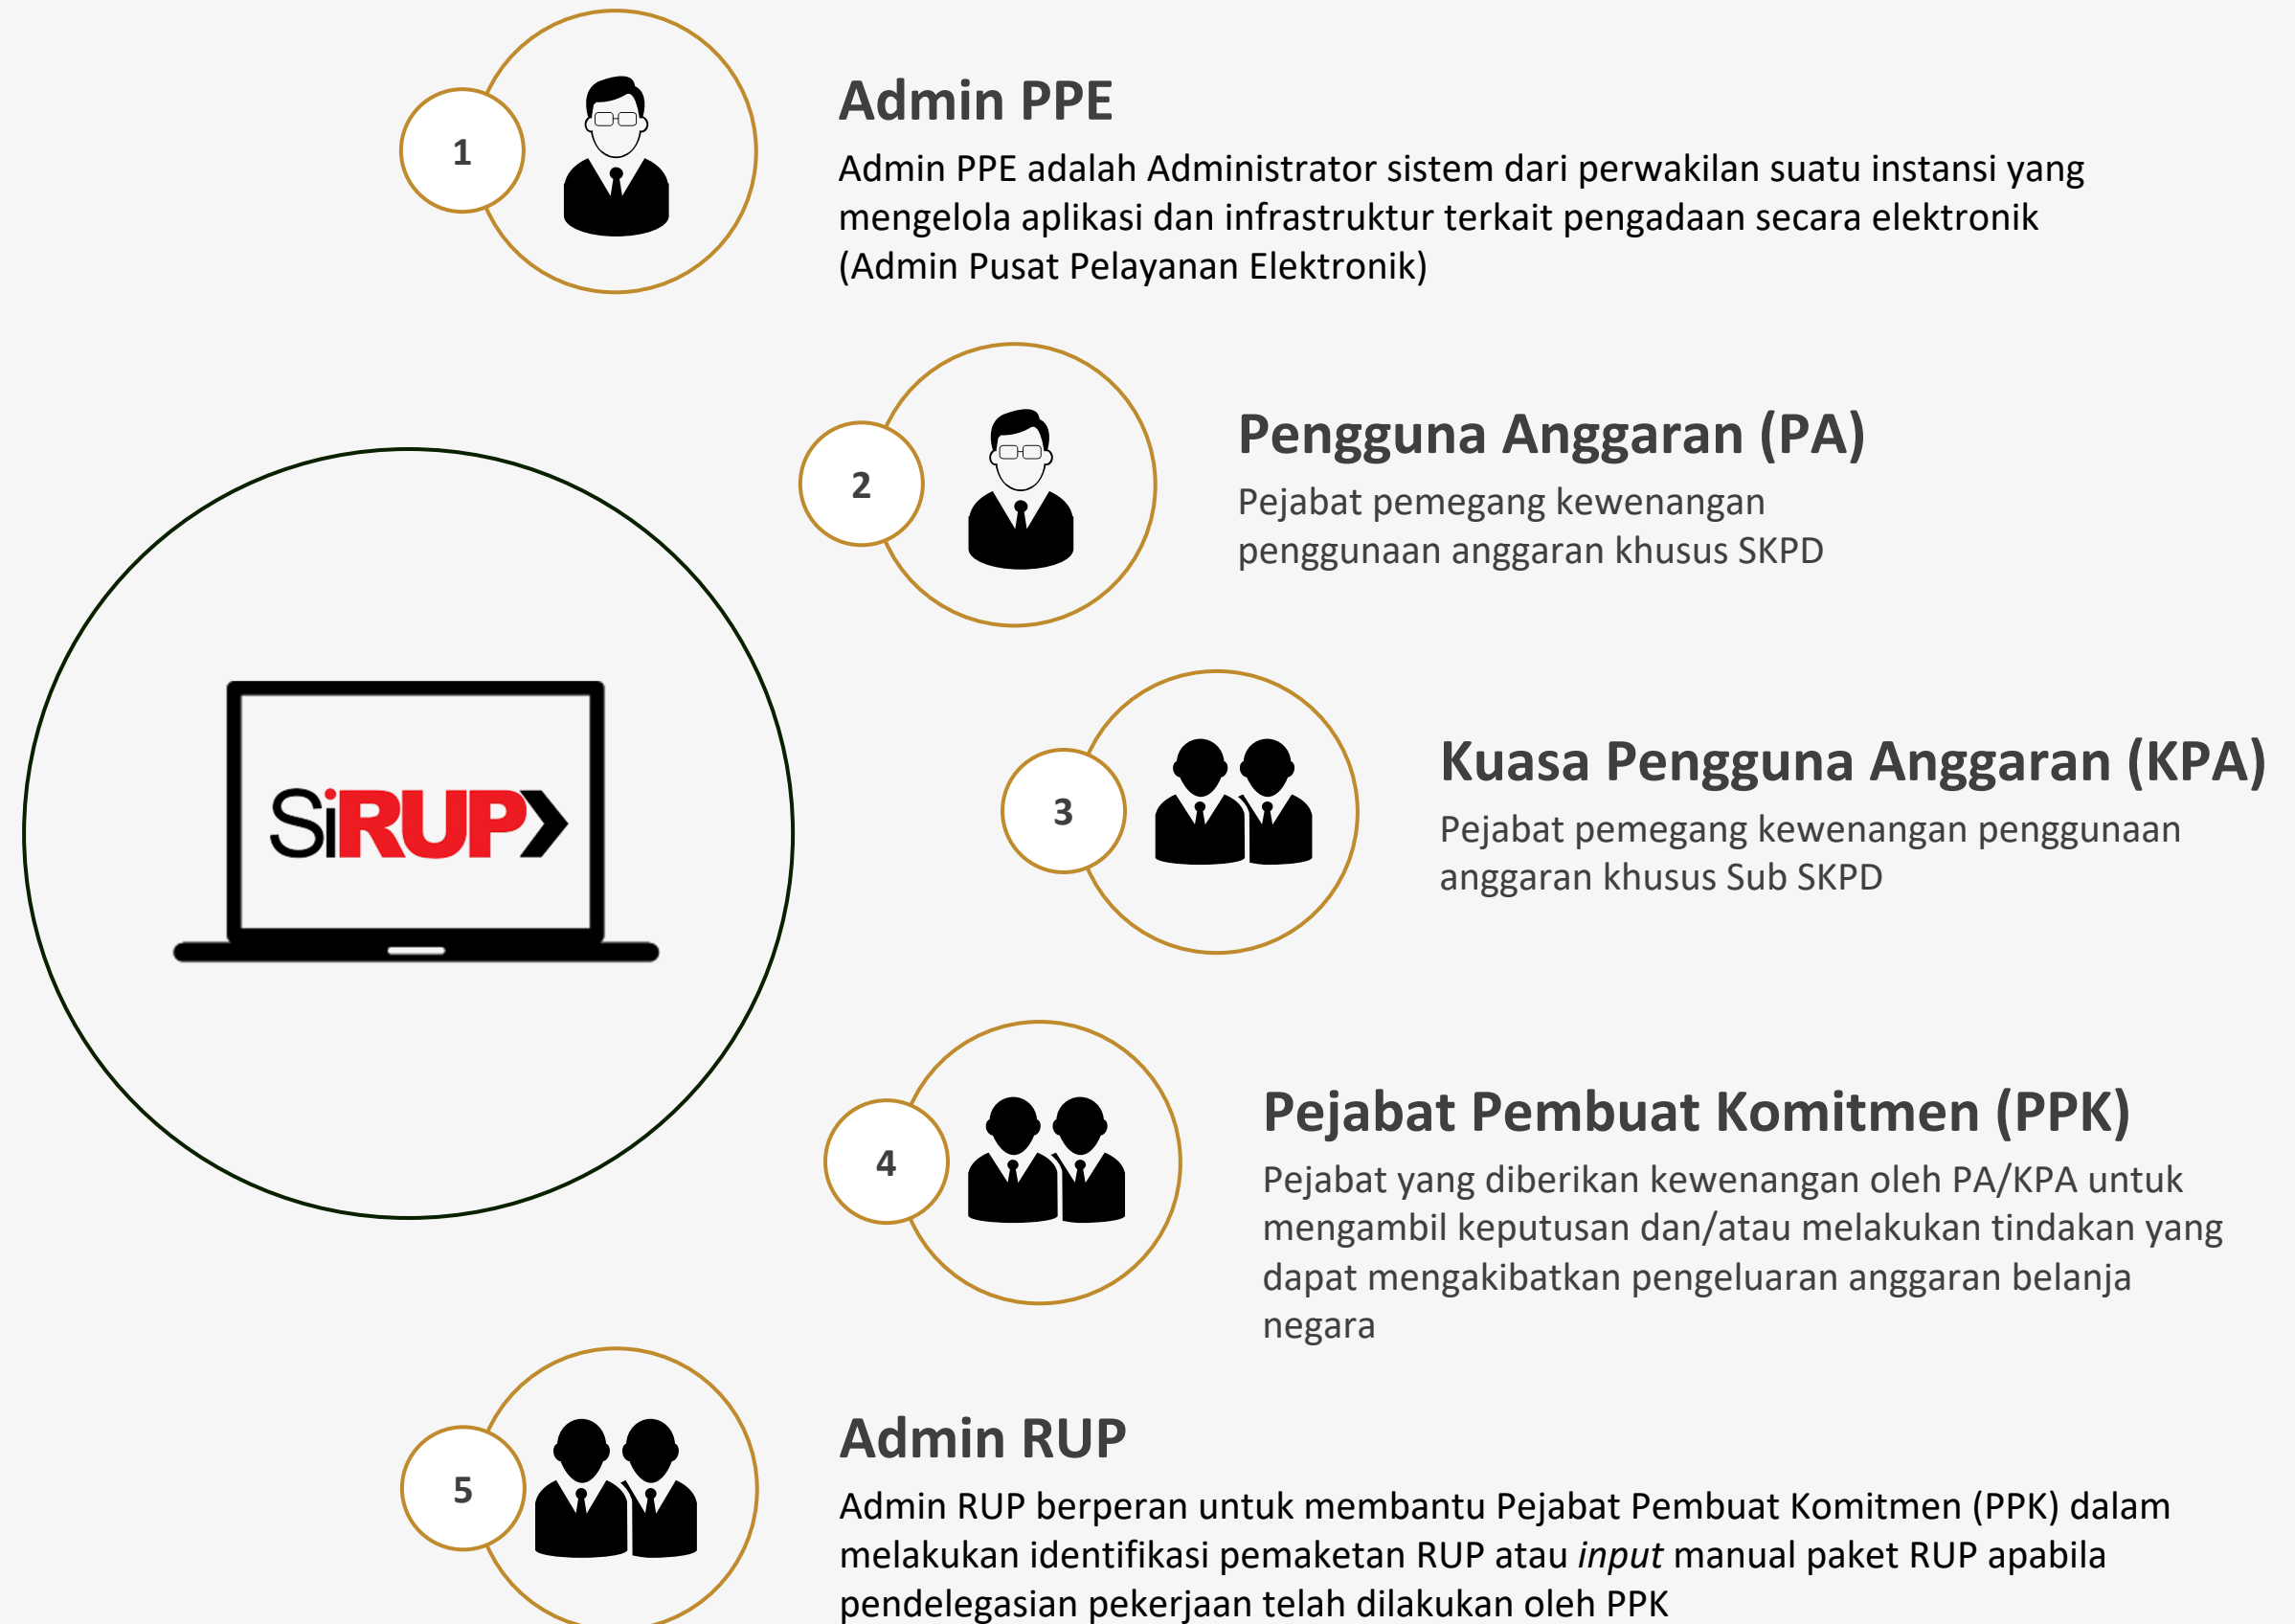 1
Admin PPE
Admin PPE adalah Administrator sistem dari perwakilan suatu instansi yang
mengelola aplikasi dan infrastruktur terkait pengadaan secara elektronik
(Admin Pusat Pelayanan Elektronik)
2
Pengguna Anggaran (PA)
Pejabat pemegang kewenangan
penggunaan anggaran khusus SKPD
SiRUP
3
Kuasa Pengguna Anggaran (KPA)
Pejabat pemegang kewenangan penggunaan
anggaran khusus Sub SKPD
4
Pejabat Pembuat Komitmen (PPK)
Pejabat yang diberikan kewenangan oleh PA/KPA untuk
mengambil keputusan dan/atau melakukan tindakan yang
dapat mengakibatkan pengeluaran anggaran belanja
negara
5
Admin RUP
Admin RUP berperan untuk membantu Pejabat Pembuat Komitmen (PPK) dalam
melakukan identifikasi pemaketan RUP atau input manual paket RUP apabila
pendelegasian pekerjaan telah dilakukan oleh PPK